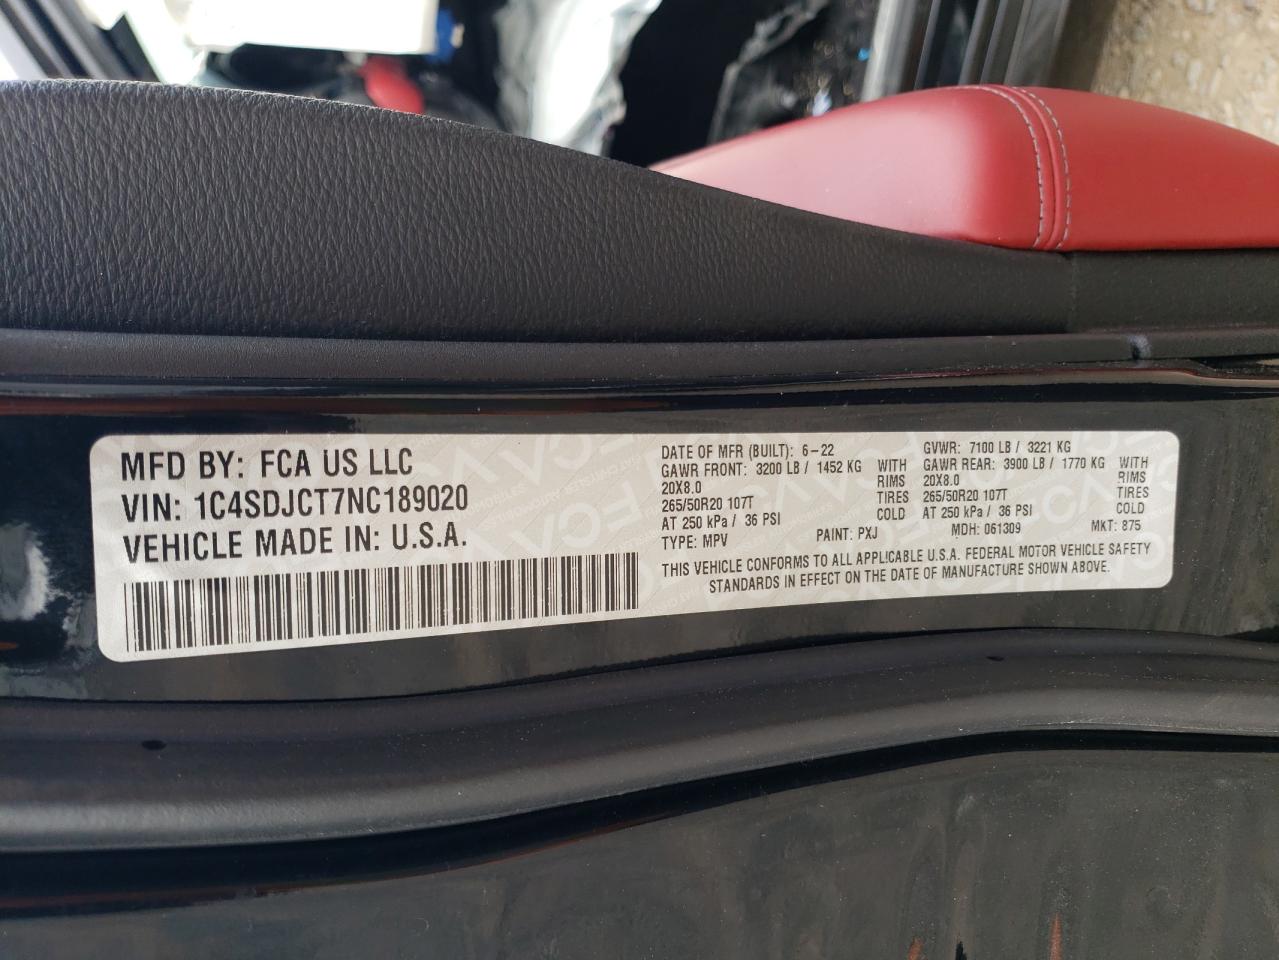 MFD BY: FCA US LLC
VIN: 1C4SDJCT7NC189020
VEHICLE MADE IN: U.S.A.
DATE OF MFR (BUILT): 6-22
GAWR FRONT: 3200 LB / 1452 KG WITH
20X8.0 RIMS
265/50R20 107T TIRES
AT 250 kPa / 36 PSI COLD
TYPE: MPV PAINT: PXJ
GVWR: 7100 LB / 3221 KG
GAWR REAR: 3900 LB / 1770 KG WITH
20X8.0 RIMS
265/50R20 107T TIRES
AT 250 kPa / 36 PSI COLD
MDH: 061309 MKT: 875
THIS VEHICLE CONFORMS TO ALL APPLICABLE U.S.A. FEDERAL MOTOR VEHICLE SAFETY
STANDARDS IN EFFECT ON THE DATE OF MANUFACTURE SHOWN ABOVE.